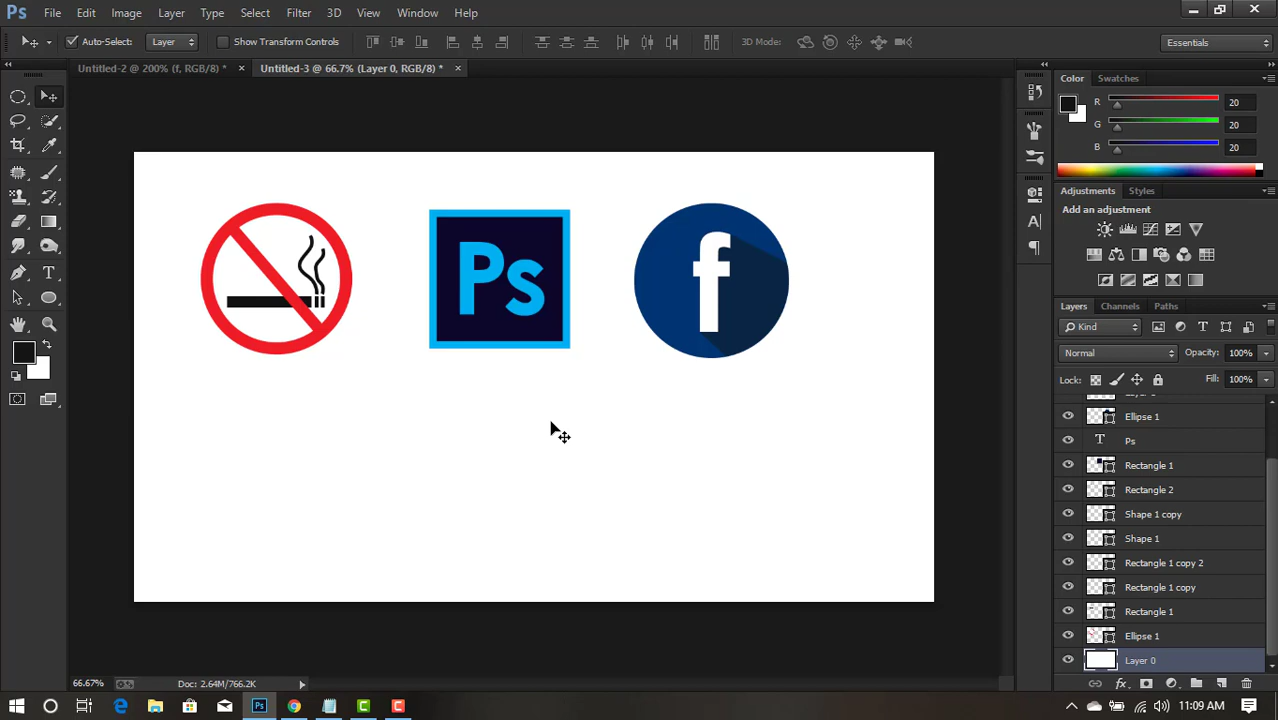 Ps File Edit Image Layer Type Select Filter 3D View Window Help
Auto-Select: Layer Show Transform Controls 3D Mode: Essentials
Untitled-2 @ 200% (f, RGB/8) * × Untitled-3 @ 66.7% (Layer 0, RGB/8) * ×
Color Swatches
R 20
G 20
B 20
Adjustments Styles
Add an adjustment
Ps
f
Layers Channels Paths
Kind
Normal Opacity: 100%
Lock: Fill: 100%
Ellipse 1
T Ps
Rectangle 1
Rectangle 2
Shape 1 copy
Shape 1
Rectangle 1 copy 2
Rectangle 1 copy
Rectangle 1
Ellipse 1
Layer 0
66.67% Doc: 2.64M/766.2K
11:09 AM